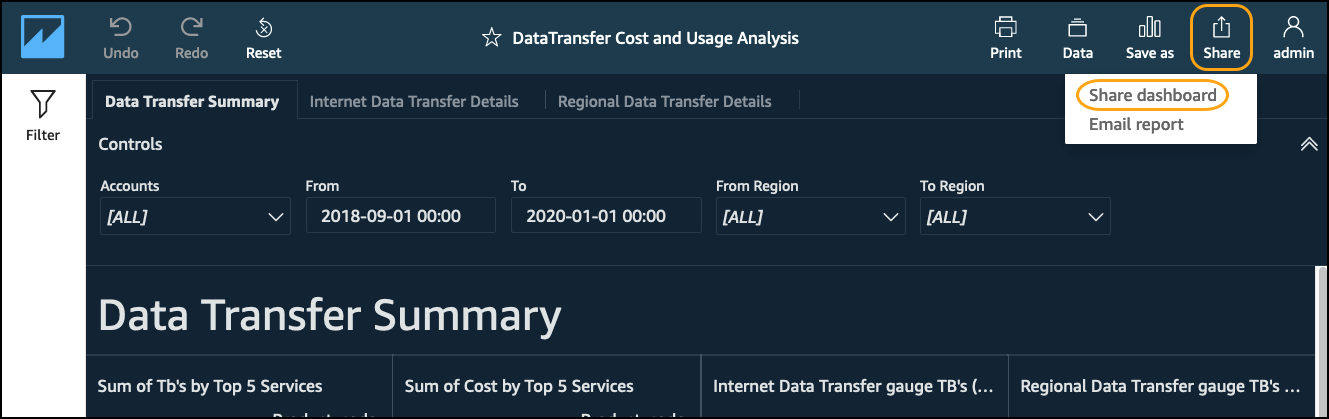 Undo
Redo
Reset
DataTransfer Cost and Usage Analysis
Print
Data
Save as
Share
admin
Share dashboard
Email report
Filter
Data Transfer Summary
Internet Data Transfer Details
Regional Data Transfer Details
Controls
Accounts
From
To
From Region
To Region
[ALL]
2018-09-01 00:00
2020-01-01 00:00
[ALL]
[ALL]
Data Transfer Summary
Sum of Tb's by Top 5 Services
Sum of Cost by Top 5 Services
Internet Data Transfer gauge TB's (...
Regional Data Transfer gauge TB's ...